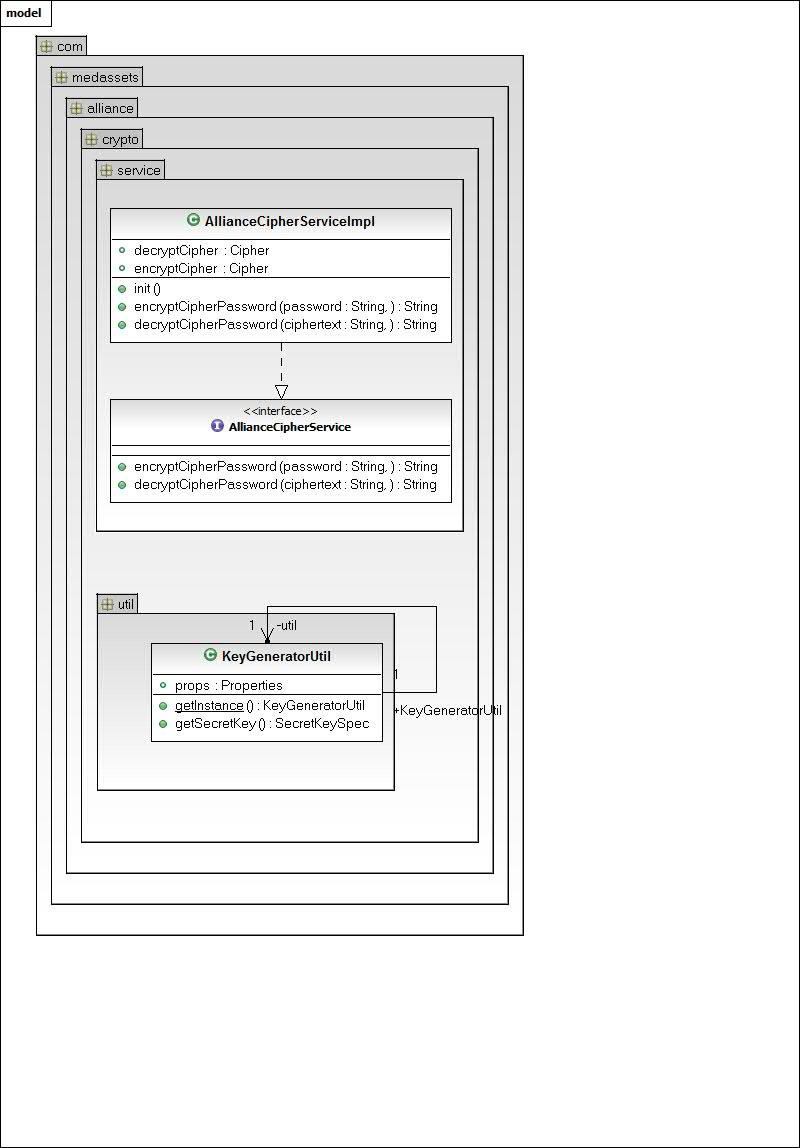 model
com
medassets
alliance
crypto
service
AllianceCipherServiceImpl
decryptCipher : Cipher
encryptCipher : Cipher
init ()
encryptCipherPassword (password : String, ) : String
decryptCipherPassword (ciphertext : String, ) : String
<<interface>>
AllianceCipherService
encryptCipherPassword (password : String, ) : String
decryptCipherPassword (ciphertext : String, ) : String
util
1 -util
KeyGeneratorUtil
1
props : Properties
getInstance () : KeyGeneratorUtil
+KeyGeneratorUtil
getSecretKey () : SecretKeySpec